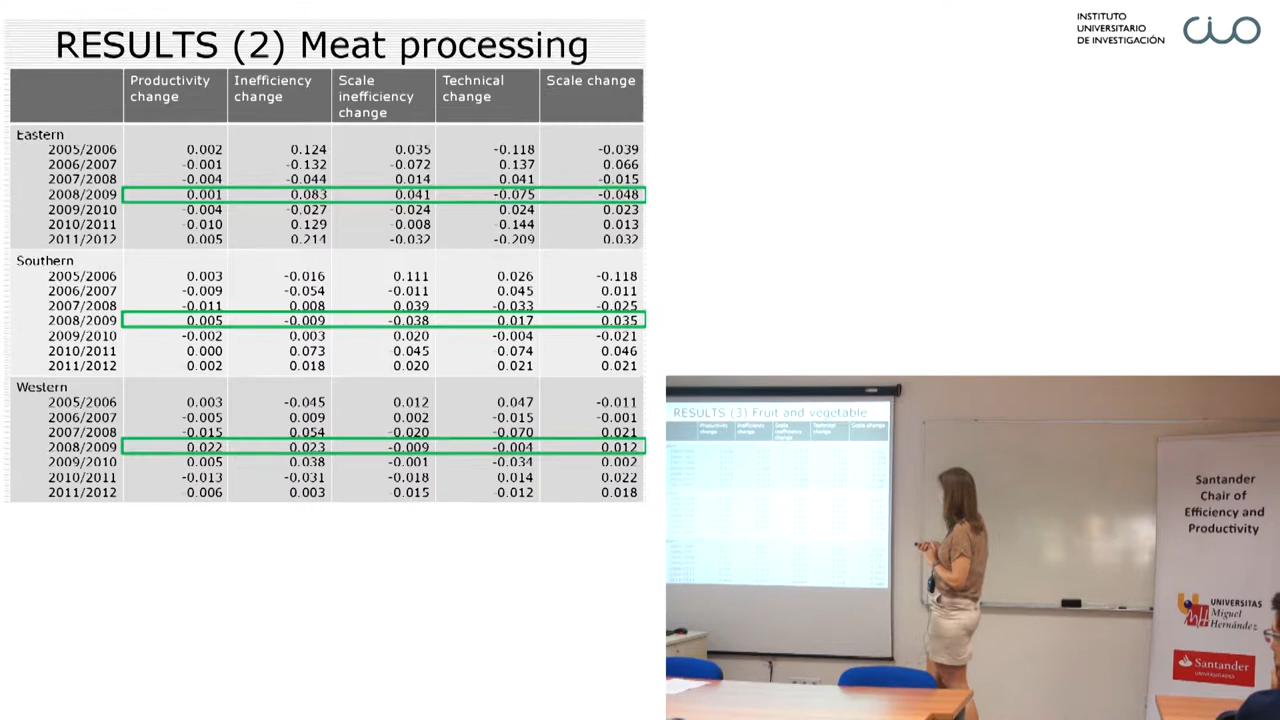 RESULTS (2) Meat processing
Productivity change Inefficiency change Scale inefficiency change Technical change Scale change
Eastern
2005/2006 0.002 0.124 0.035 -0.118 -0.039
2006/2007 -0.001 -0.132 -0.072 0.137 0.066
2007/2008 -0.004 -0.044 0.014 0.041 -0.015
2008/2009 0.001 0.083 0.041 -0.075 -0.048
2009/2010 -0.004 -0.027 -0.024 0.024 0.023
2010/2011 -0.010 0.129 -0.008 -0.144 0.013
2011/2012 0.005 0.214 -0.032 -0.209 0.032
Southern
2005/2006 0.003 -0.016 0.111 0.026 -0.118
2006/2007 -0.009 -0.054 -0.011 0.045 0.011
2007/2008 -0.011 0.008 0.039 -0.033 -0.025
2008/2009 0.005 -0.009 -0.038 0.017 0.035
2009/2010 -0.002 0.003 0.020 -0.004 -0.021
2010/2011 0.000 0.073 -0.045 -0.074 0.046
2011/2012 0.002 0.018 0.020 0.021 0.021
Western
2005/2006 0.003 -0.045 0.012 0.047 -0.011
2006/2007 -0.005 0.009 0.002 -0.015 -0.001
2007/2008 -0.015 0.054 -0.020 -0.070 0.021
2008/2009 0.022 0.023 -0.009 -0.004 0.012
2009/2010 0.005 0.038 -0.001 -0.034 0.002
2010/2011 -0.013 -0.031 -0.018 0.014 0.022
2011/2012 -0.006 0.003 -0.015 -0.012 0.018
INSTITUTO
UNIVERSITARIO
DE INVESTIGACIÓN
CIO
RESULTS (3) Fruit and vegetable
Productivity change Inefficiency change Scale inefficiency change Technical change Scale change
Santander
Chair of
Efficiency and
Productivity
UNIVERSITAS
Miguel
Hernández
Santander
UNIVERSIDADES